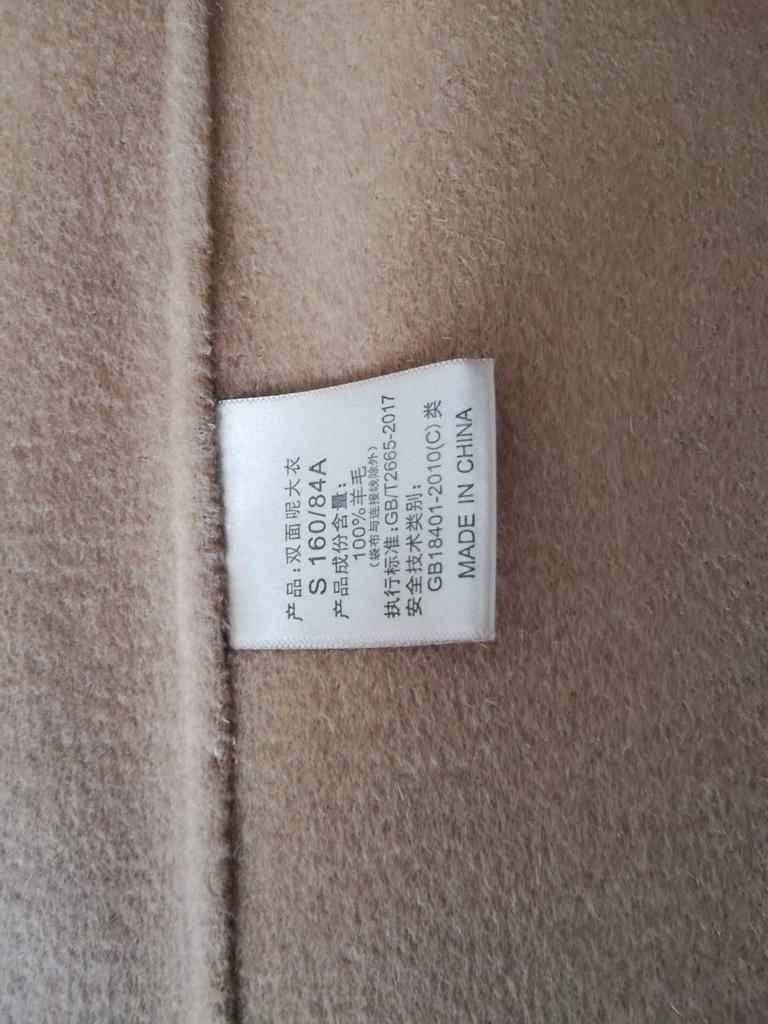 产品:双面呢大衣
S 160/84A
产品成份含量:
100%羊毛
(袋布与连接线除外)
执行标准:GB/T2665-2017
安全技术类别:
GB18401-2010(C)类
MADE IN CHINA